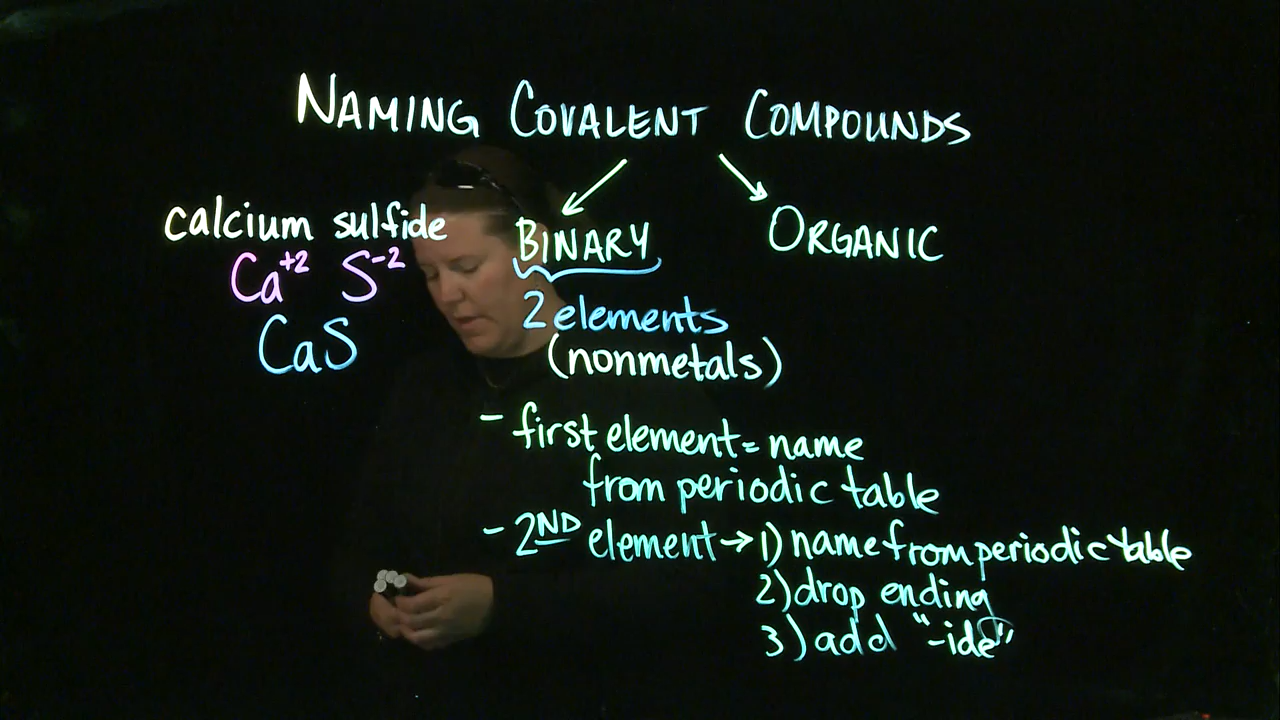 NAMING COVALENT COMPOUNDS
calcium sulfide
Ca+2 S-2
CaS
BINARY
2 elements
(nonmetals)
ORGANIC
- first element = name
from periodic table
- 2ND element → 1) name from periodic table
2) drop ending
3) add "-ide"